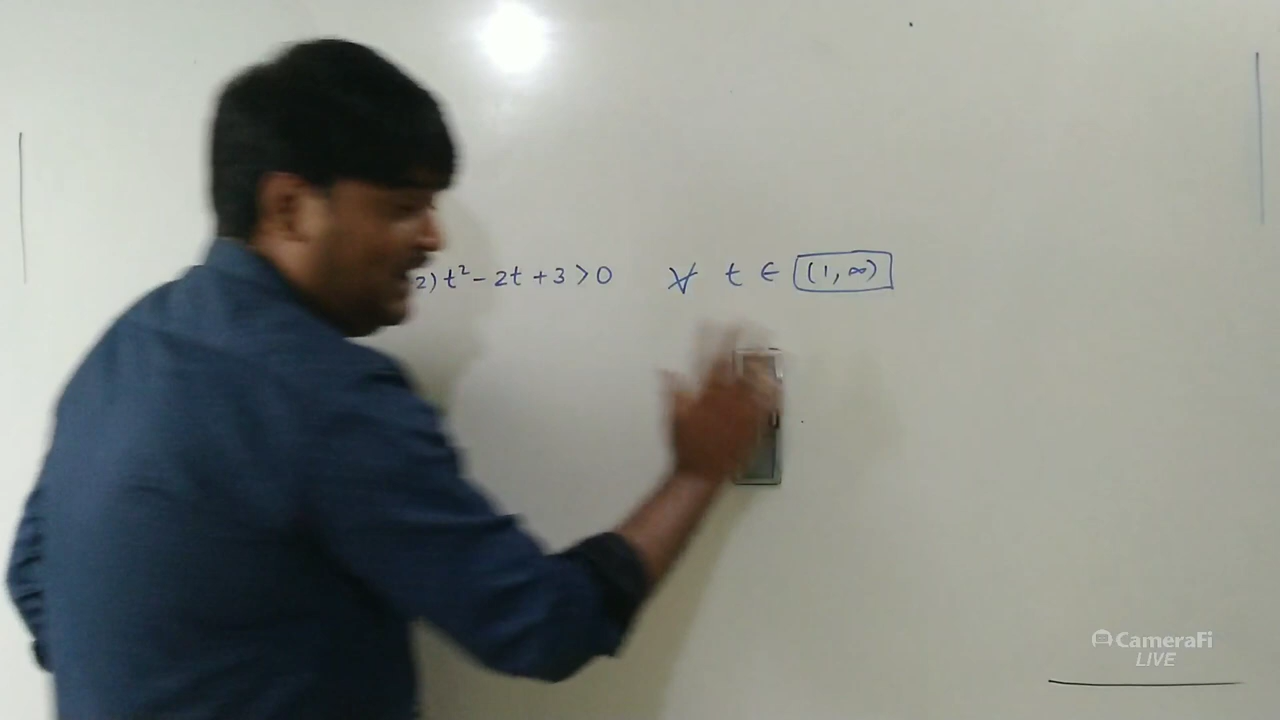 2) t² - 2t + 3 > 0 ∀ t ∈ (1, ∞)
CameraFi
LIVE